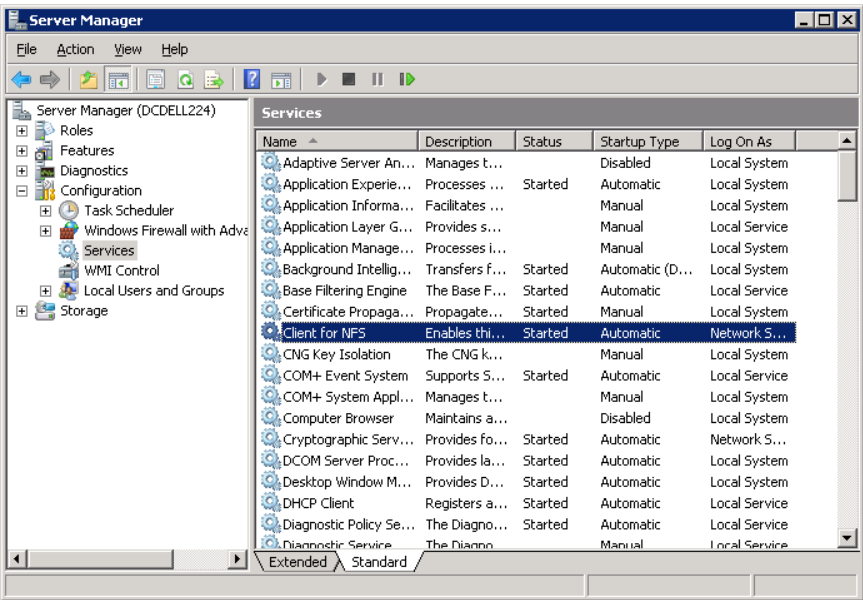 Server Manager
File Action View Help
Server Manager (DCDELL224)
Roles
Features
Diagnostics
Configuration
Task Scheduler
Windows Firewall with Adva
Services
WMI Control
Local Users and Groups
Storage
Services
Name Description Status Startup Type Log On As
Adaptive Server An... Manages t... Disabled Local System
Application Experie... Processes ... Started Automatic Local System
Application Informa... Facilitates ... Manual Local System
Application Layer G... Provides s... Manual Local Service
Application Manage... Processes i... Manual Local System
Background Intellig... Transfers f... Started Automatic (D... Local System
Base Filtering Engine The Base F... Started Automatic Local Service
Certificate Propaga... Propagate... Started Manual Local System
Client for NFS Enables thi... Started Automatic Network S...
CNG Key Isolation The CNG k... Manual Local System
COM+ Event System Supports S... Started Automatic Local Service
COM+ System Appl... Manages t... Manual Local System
Computer Browser Maintains a... Disabled Local System
Cryptographic Serv... Provides fo... Started Automatic Network S...
DCOM Server Proc... Provides la... Started Automatic Local System
Desktop Window M... Provides D... Started Automatic Local System
DHCP Client Registers a... Started Automatic Local Service
Diagnostic Policy Se... The Diagno... Started Automatic Local Service
Diagnostic Service The Diagno Manual Local Service
Extended Standard